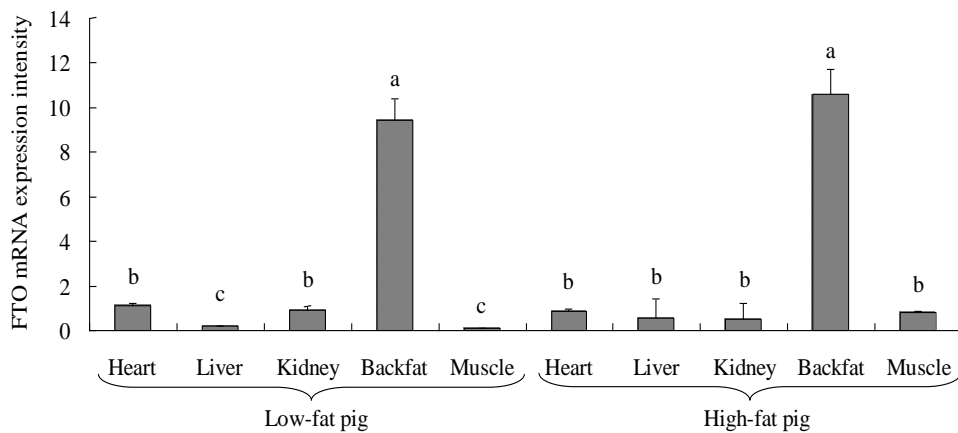 FTO mRNA expression intensity
14
12
10
8
6
4
2
0
b
c
b
a
c
b
b
b
a
b
Heart Liver Kidney Backfat Muscle Heart Liver Kidney Backfat Muscle
Low-fat pig High-fat pig